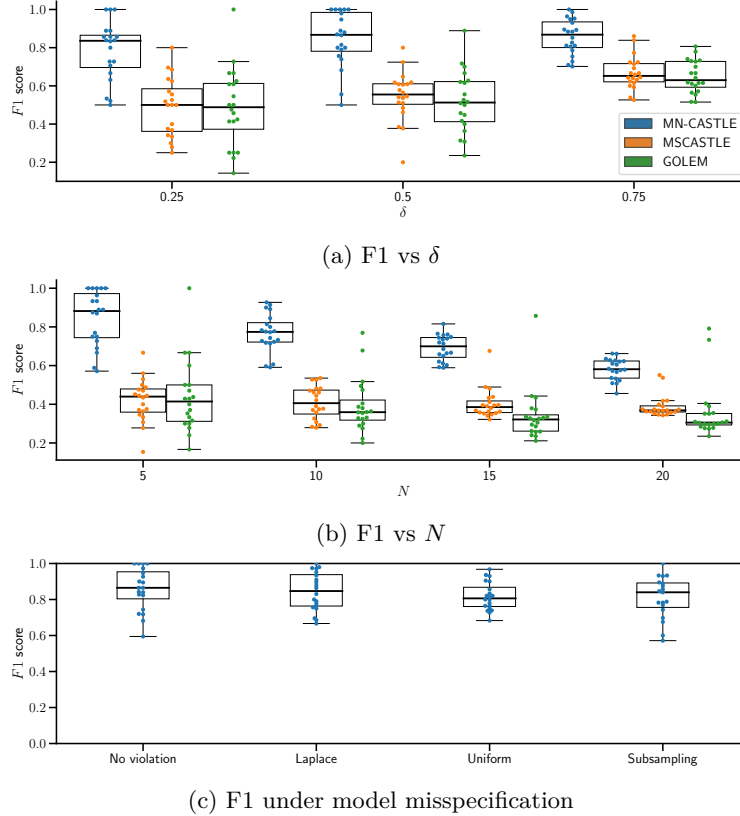 1.0
0.8
0.6
0.4
0.2
F1 score
MN-CASTLE
MSCASTLE
GOLEM
0.25
0.5
0.75
δ
(a) F1 vs δ
1.0
0.8
0.6
0.4
0.2
F1 score
5
10
15
20
N
(b) F1 vs N
1.0
0.8
0.6
0.4
0.2
0.0
F1 score
No violation
Laplace
Uniform
Subsampling
(c) F1 under model misspecification